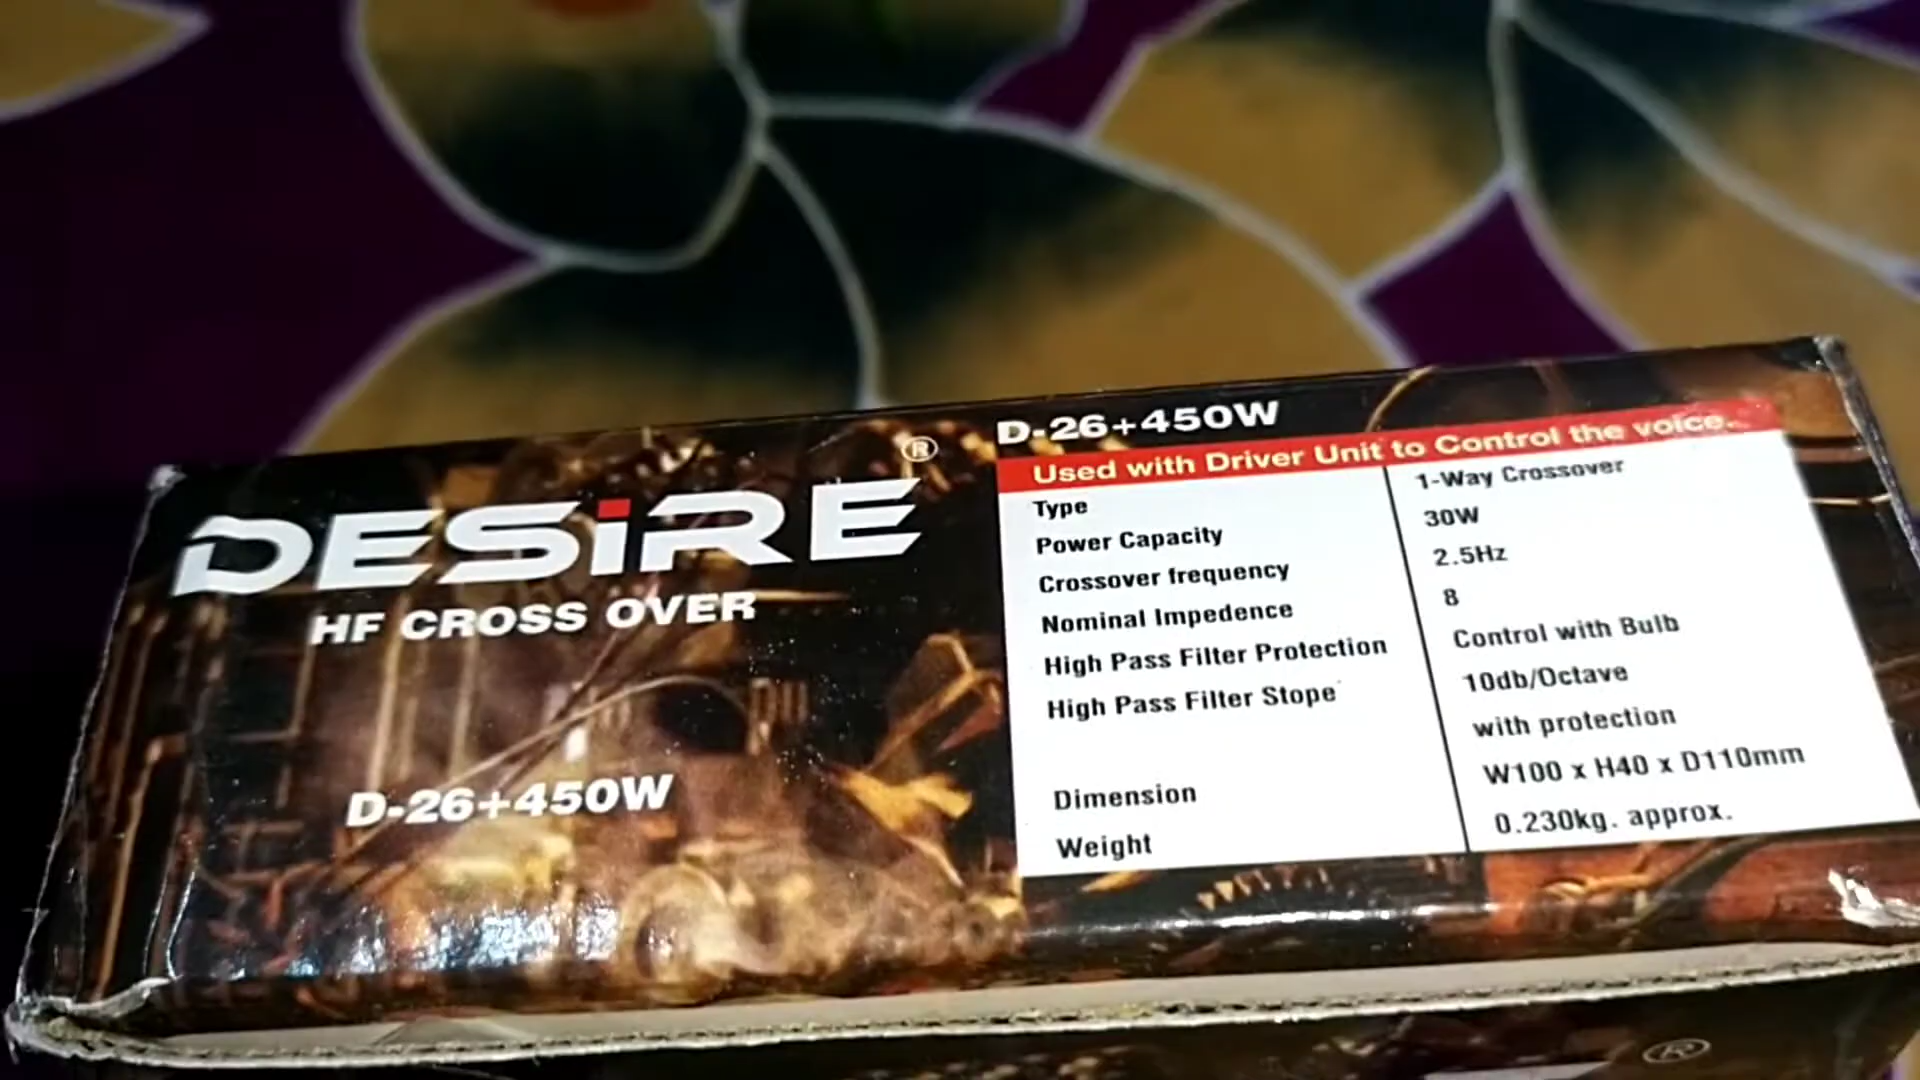 DESiRE ®
HF CROSS OVER
D-26+450W
D-26+450W
Used with Driver Unit to Control the voice.
Type 1-Way Crossover
Power Capacity 30W
Crossover frequency 2.5Hz
Nominal Impedence 8
High Pass Filter Protection Control with Bulb
High Pass Filter Stope 10db/Octave
with protection
Dimension W100 x H40 x D110mm
Weight 0.230kg. approx.
®